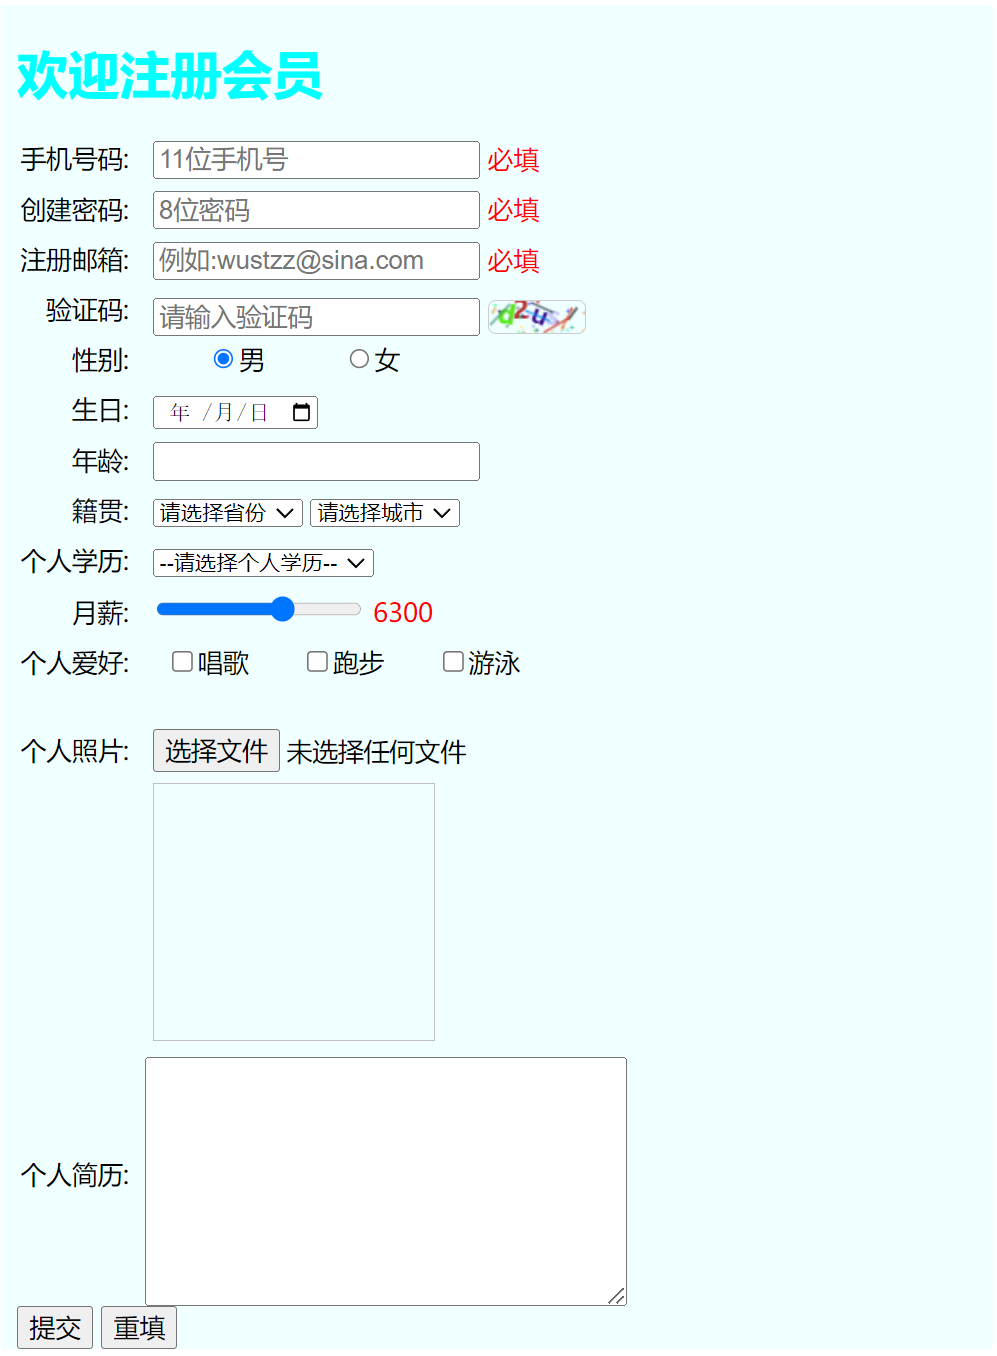 欢迎注册会员
手机号码: 11位手机号 必填
创建密码: 8位密码 必填
注册邮箱: 例如:wustzz@sina.com 必填
验证码: 请输入验证码 d2us
性别: 男 女
生日: 年 /月/日
年龄:
籍贯: 请选择省份 请选择城市
个人学历: --请选择个人学历--
月薪: 6300
个人爱好: 唱歌 跑步 游泳
个人照片: 选择文件 未选择任何文件
个人简历:
提交 重填